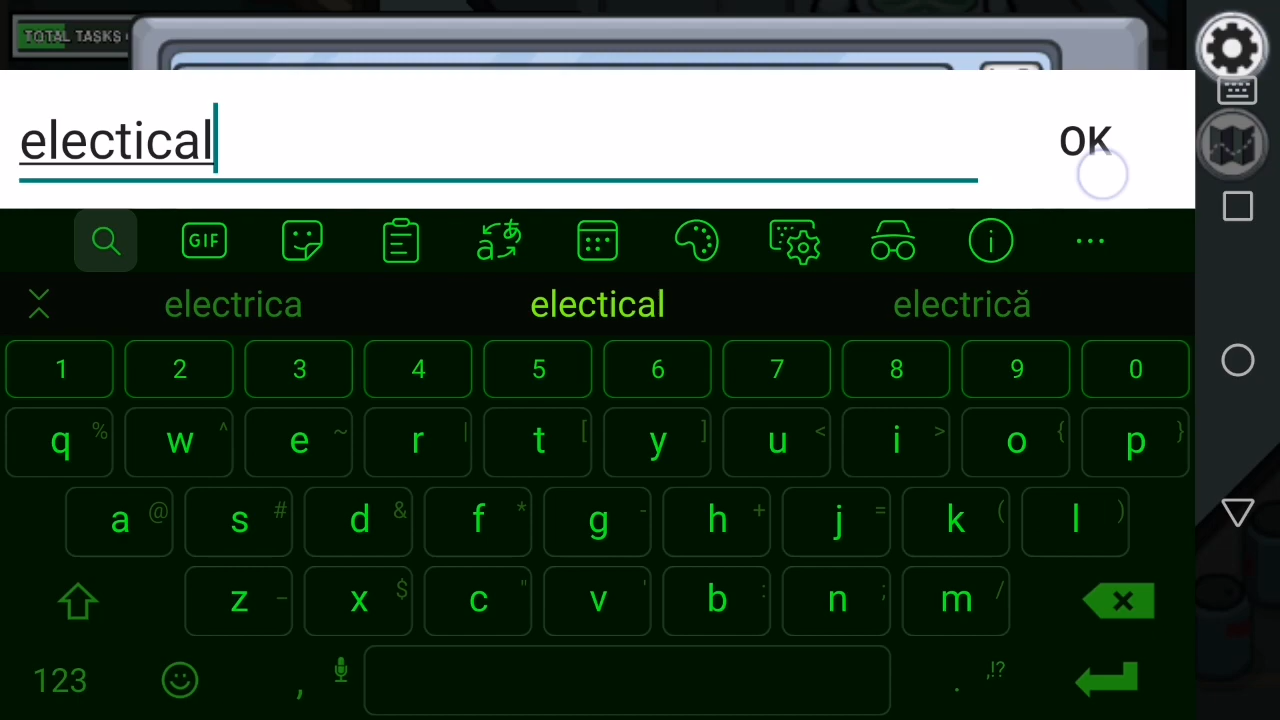 TOTAL TASKS
electical
OK
GIF
electrica electical electrică
1 2 3 4 5 6 7 8 9 0
q % w ^ e ~ r | t [ y ] u < i > o { p }
a @ s # d & f * g - h + j = k ( l )
z _ x $ c " v ' b : n ; m /
123 , . ,!?